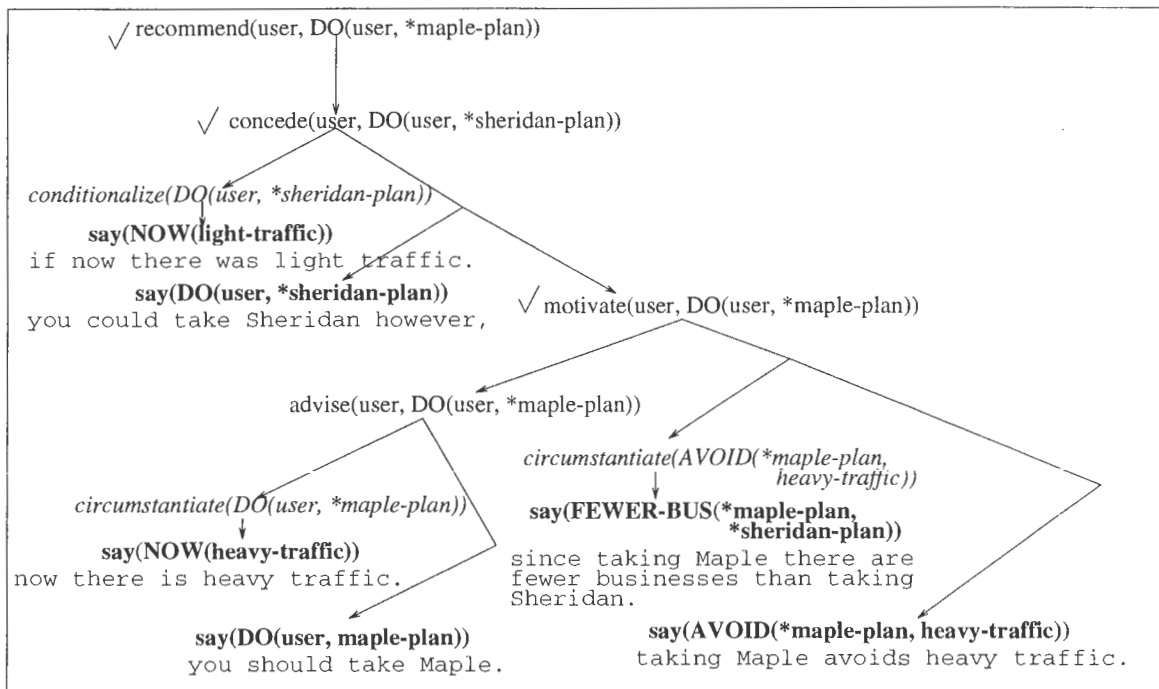 √ recommend(user, DO(user, *maple-plan))
√ concede(user, DO(user, *sheridan-plan))
conditionalize(DO(user, *sheridan-plan))
say(NOW(light-traffic))
if now there was light traffic.
say(DO(user, *sheridan-plan))
you could take Sheridan however,
√ motivate(user, DO(user, *maple-plan))
advise(user, DO(user, *maple-plan))
circumstantiate(DO(user, *maple-plan))
say(NOW(heavy-traffic))
now there is heavy traffic.
say(DO(user, maple-plan))
you should take Maple.
circumstantiate(AVOID(*maple-plan,
heavy-traffic))
say(FEWER-BUS(*maple-plan,
*sheridan-plan))
since taking Maple there are
fewer businesses than taking
Sheridan.
say(AVOID(*maple-plan, heavy-traffic))
taking Maple avoids heavy traffic.